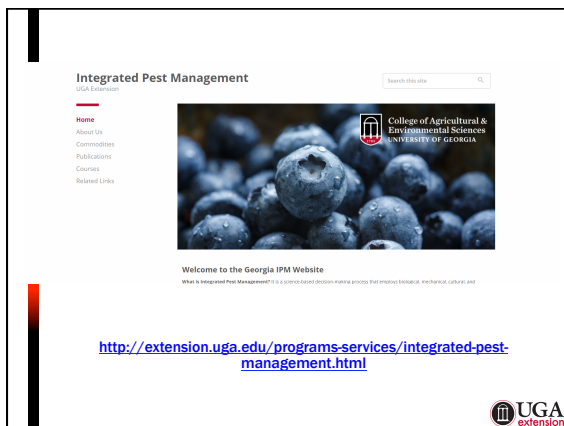 Integrated Pest Management
UGA Extension
Search this site
Home
About Us
Commodities
Publications
Courses
Related Links
College of Agricultural &
Environmental Sciences
UNIVERSITY OF GEORGIA
1785
Welcome to the Georgia IPM Website
What is Integrated Pest Management? It is a science-based decision-making process that employs biological, mechanical, cultural, and
http://extension.uga.edu/programs-services/integrated-pest-
management.html
UGA
extension